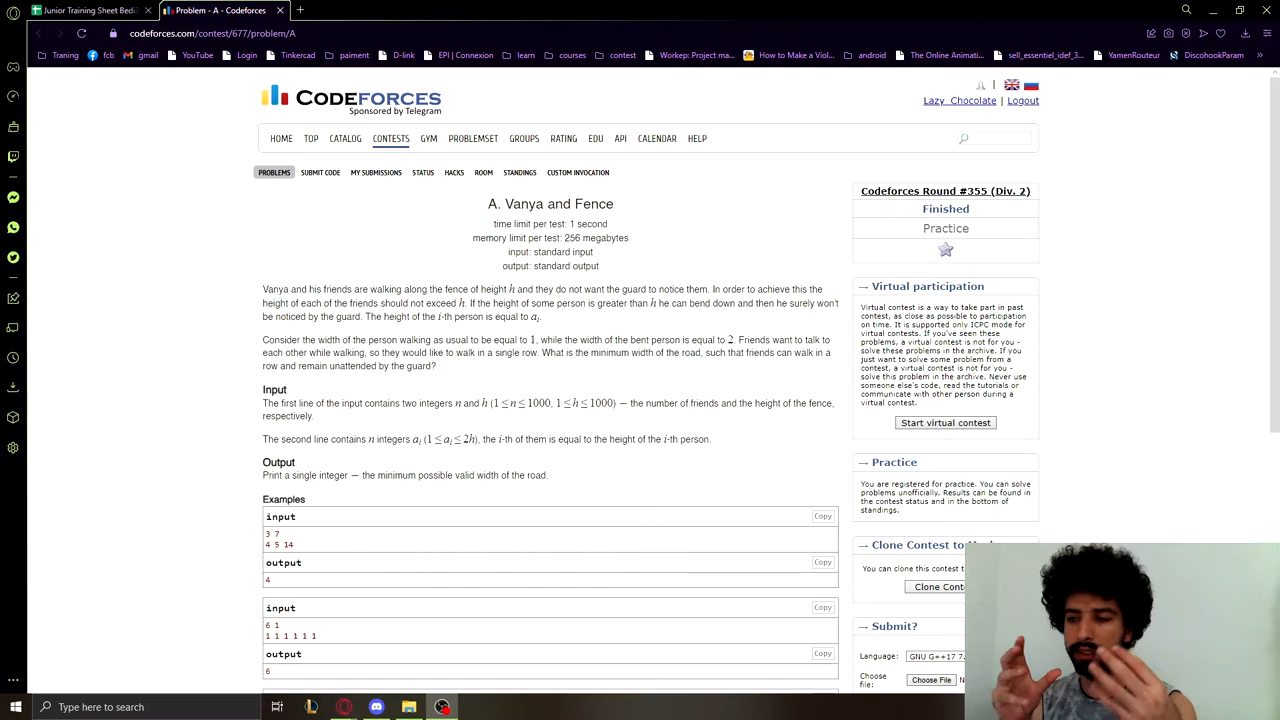 Junior Training Sheet Bedi
Problem - A - Codeforces
codeforces.com/contest/677/problem/A
Traning
fcb
gmail
YouTube
Login
Tinkercad
paiment
D-link
EPI | Connexion
learn
courses
contest
Workep: Project ma...
How to Make a Viol...
android
The Online Animati...
sell_essentiel_idef_3...
YamenRouteur
DiscohookParam
CODEFORCES
Sponsored by Telegram
Lazy_Chocolate | Logout
HOME TOP CATALOG CONTESTS GYM PROBLEMSET GROUPS RATING EDU API CALENDAR HELP
PROBLEMS SUBMIT CODE MY SUBMISSIONS STATUS HACKS ROOM STANDINGS CUSTOM INVOCATION
A. Vanya and Fence
time limit per test: 1 second
memory limit per test: 256 megabytes
input: standard input
output: standard output
Vanya and his friends are walking along the fence of height h and they do not want the guard to notice them. In order to achieve this the
height of each of the friends should not exceed h. If the height of some person is greater than h he can bend down and then he surely won't
be noticed by the guard. The height of the i-th person is equal to ai.
Consider the width of the person walking as usual to be equal to 1, while the width of the bent person is equal to 2. Friends want to talk to
each other while walking, so they would like to walk in a single row. What is the minimum width of the road, such that friends can walk in a
row and remain unattended by the guard?
Input
The first line of the input contains two integers n and h (1 ≤ n ≤ 1000, 1 ≤ h ≤ 1000) — the number of friends and the height of the fence,
respectively.
The second line contains n integers ai (1 ≤ ai ≤ 2h), the i-th of them is equal to the height of the i-th person.
Output
Print a single integer — the minimum possible valid width of the road.
Examples
input
Copy
3 7
4 5 14
output
Copy
4
input
Copy
6 1
1 1 1 1 1 1
output
Copy
6
Codeforces Round #355 (Div. 2)
Finished
Practice
→ Virtual participation
Virtual contest is a way to take part in past
contest, as close as possible to participation
on time. It is supported only ICPC mode for
virtual contests. If you've seen these
problems, a virtual contest is not for you -
solve these problems in the archive. If you
just want to solve some problem from a
contest, a virtual contest is not for you -
solve this problem in the archive. Never use
someone else's code, read the tutorials or
communicate with other person during a
virtual contest.
Start virtual contest
→ Practice
You are registered for practice. You can solve
problems unofficially. Results can be found in
the contest status and in the bottom of
standings.
→ Clone Contest to
You can clone this contest
Clone
→ Submit?
Language:
GNU G++17 7.
Choose
file:
Choose File
Type here to search